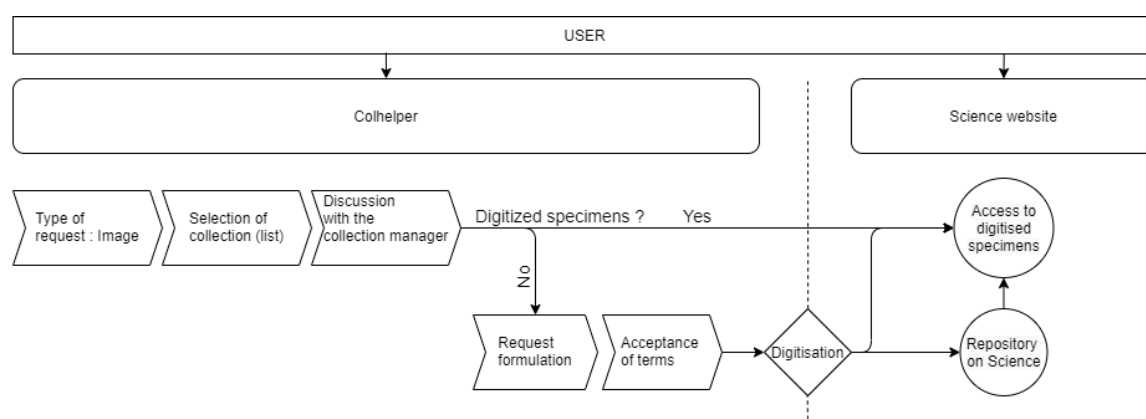 USER
Colhelper
Science website
Type of
request : Image
Selection of
collection (list)
Discussion
with the
collection manager
Digitized specimens ?
Yes
Access to
digitised
specimens
No
Request
formulation
Acceptance
of terms
Digitisation
Repository
on Science